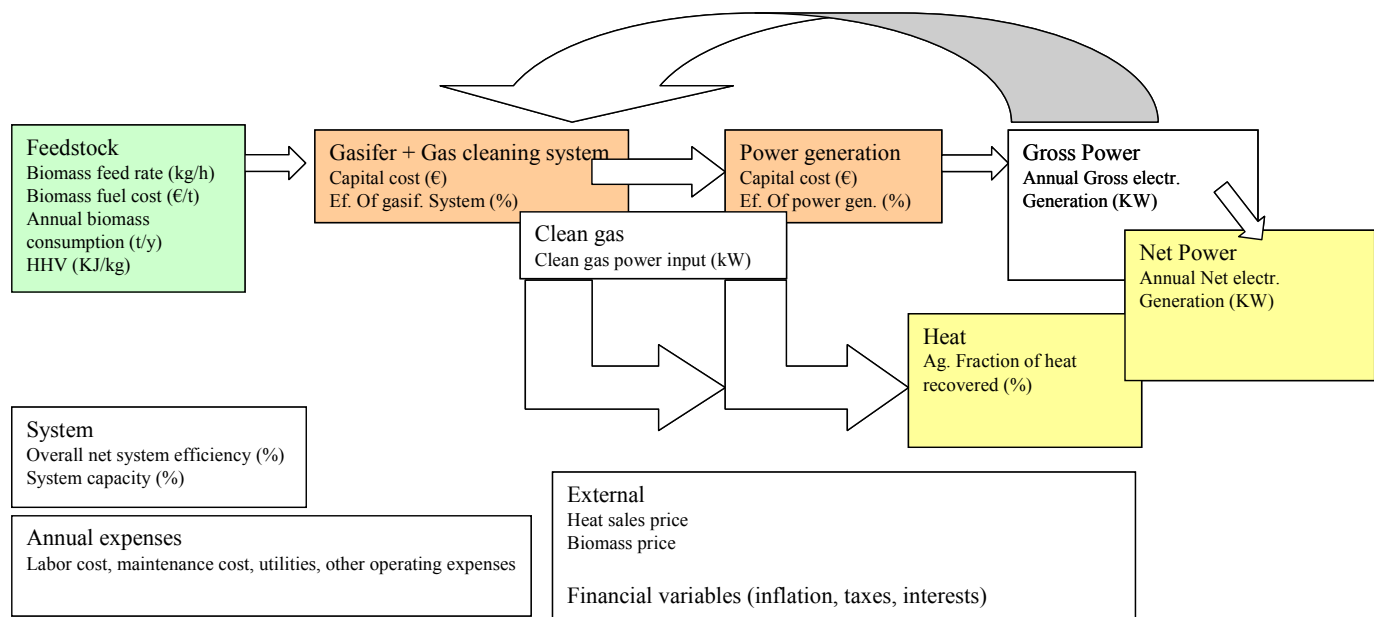 Feedstock
Biomass feed rate (kg/h)
Biomass fuel cost (€/t)
Annual biomass
consumption (t/y)
HHV (KJ/kg)
Gasifer + Gas cleaning system
Capital cost (€)
Ef. Of gasif. System (%)
Power generation
Capital cost (€)
Ef. Of power gen. (%)
Gross Power
Annual Gross electr.
Generation (KW)
Clean gas
Clean gas power input (kW)
Net Power
Annual Net electr.
Generation (KW)
Heat
Ag. Fraction of heat
recovered (%)
System
Overall net system efficiency (%)
System capacity (%)
Annual expenses
Labor cost, maintenance cost, utilities, other operating expenses
External
Heat sales price
Biomass price
Financial variables (inflation, taxes, interests)